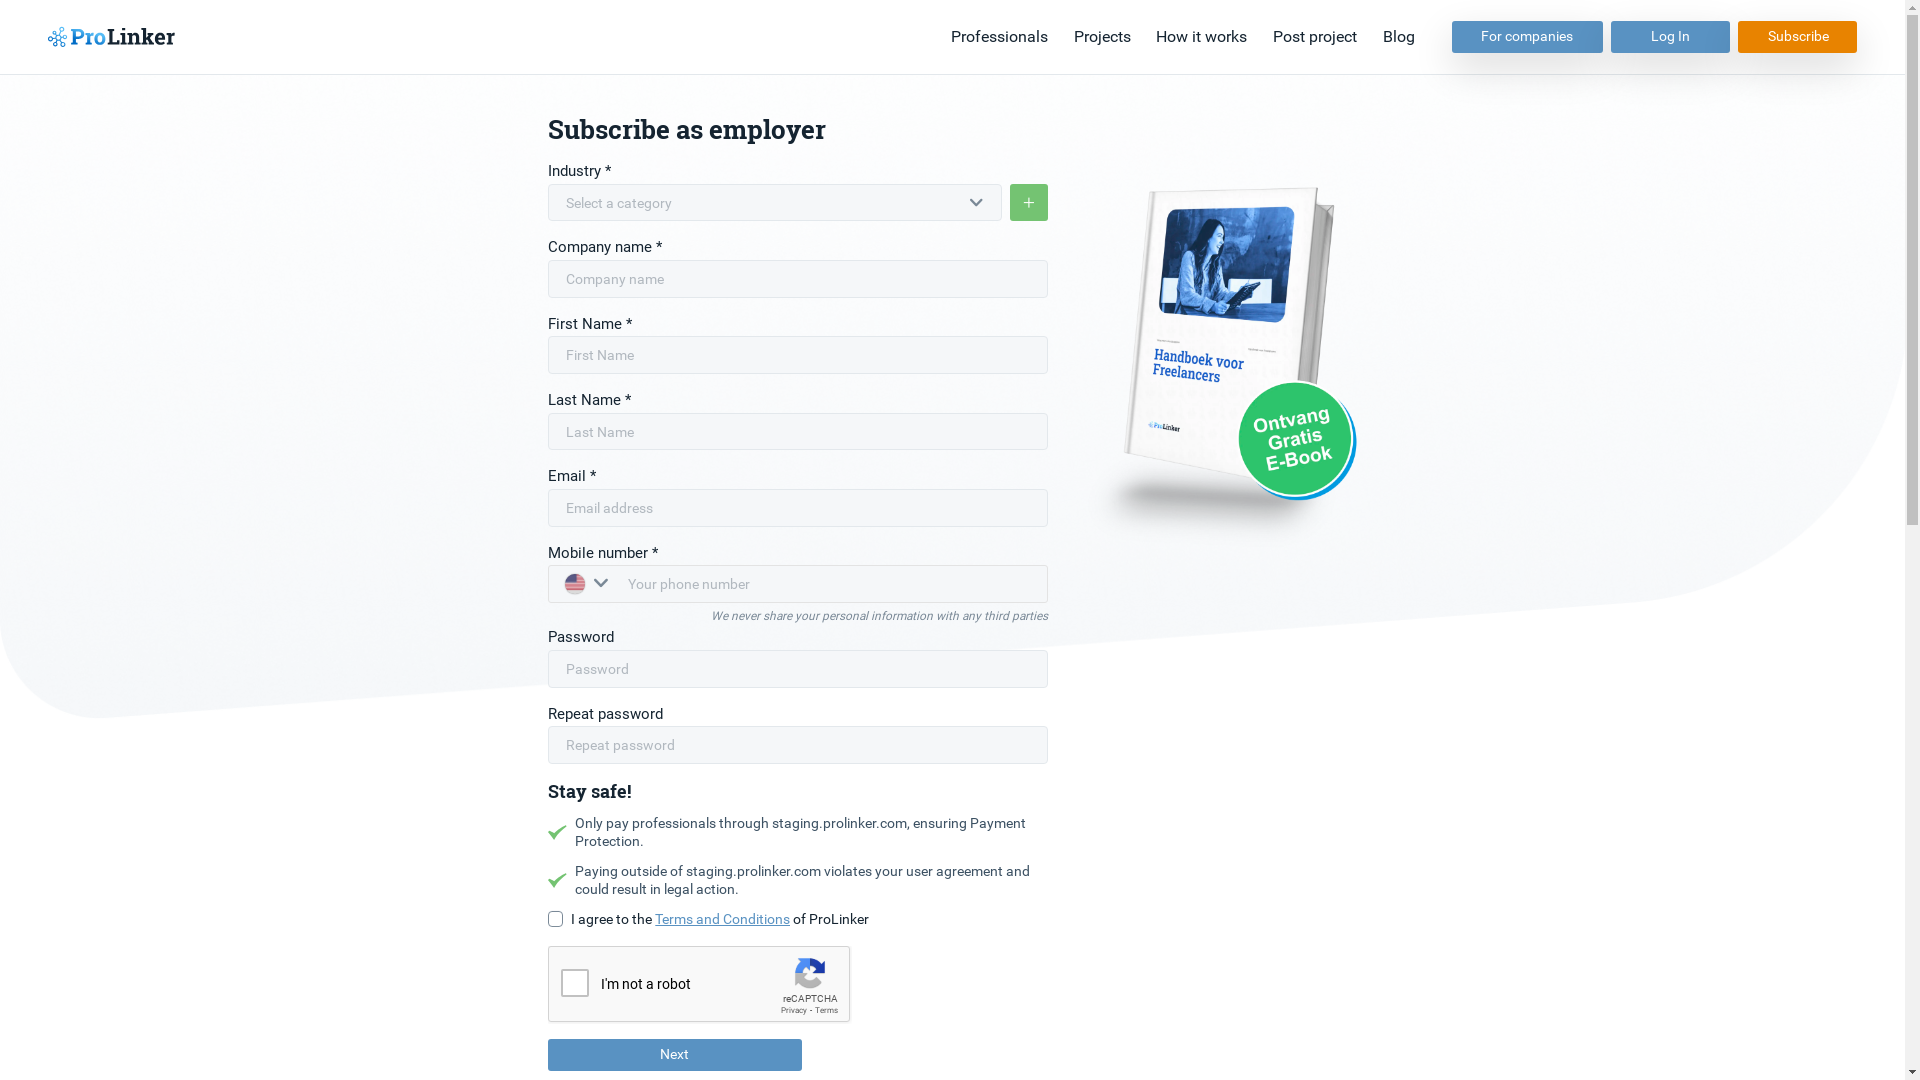 ProLinker
Professionals
Projects
How it works
Post project
Blog
For companies
Log In
Subscribe
Subscribe as employer
Industry *
Select a category
+
Company name *
Company name
First Name *
First Name
Last Name *
Last Name
Email *
Email address
Mobile number *
Your phone number
We never share your personal information with any third parties
Password
Password
Repeat password
Repeat password
Stay safe!
Only pay professionals through staging.prolinker.com, ensuring Payment
Protection.
Paying outside of staging.prolinker.com violates your user agreement and
could result in legal action.
I agree to the Terms and Conditions of ProLinker
I'm not a robot
reCAPTCHA
Privacy - Terms
Next
Handboek voor
Freelancers
ProLinker
Ontvang
Gratis
E-Book